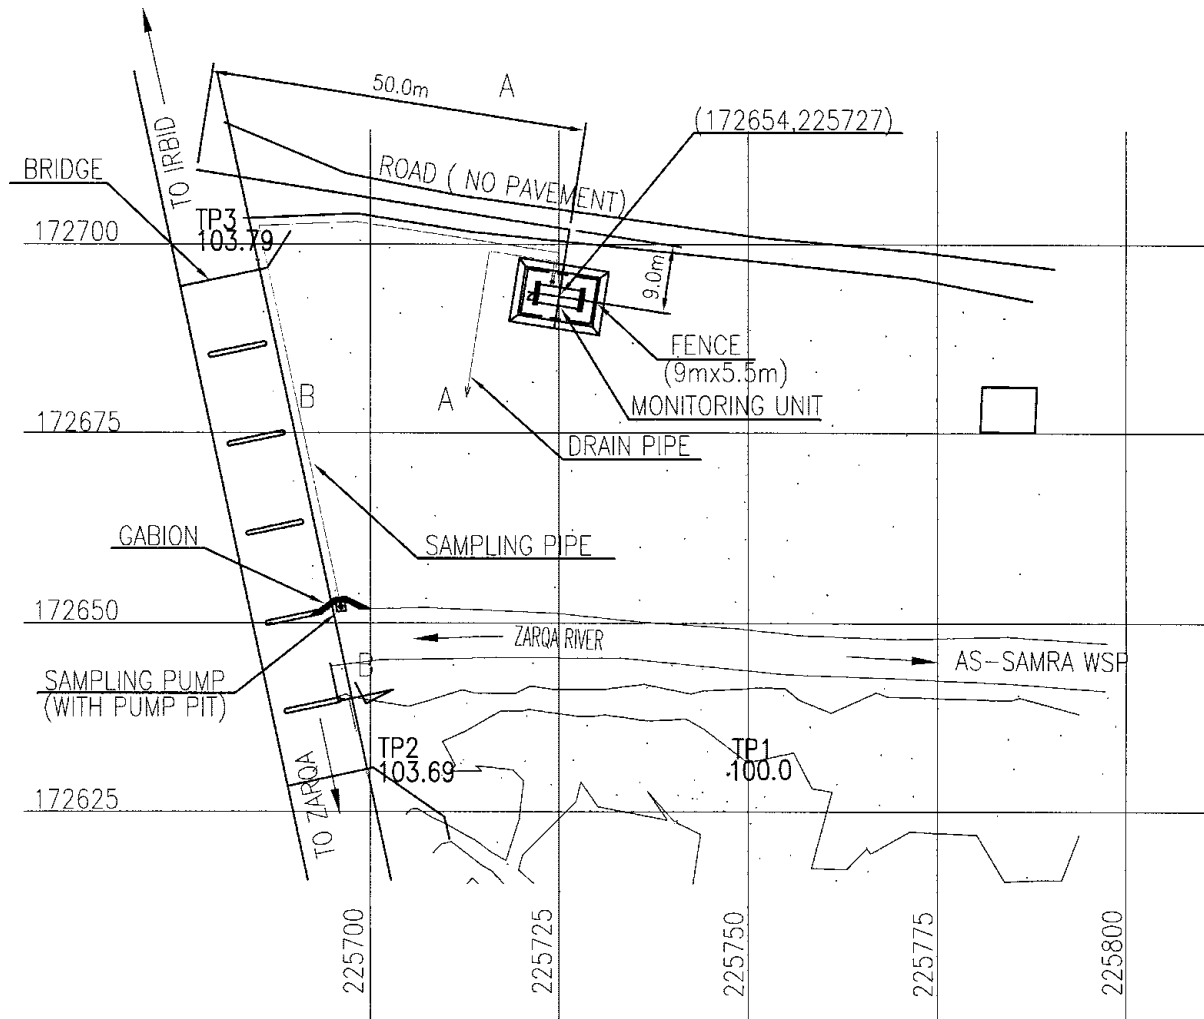 50.0m
A
(172654,225727)
TO IRBID
BRIDGE
ROAD ( NO PAVEMENT)
TP3
103.79
172700
9.0m
FENCE
(9mx5.5m)
B
A
MONITORING UNIT
172675
DRAIN PIPE
GABION
SAMPLING PIPE
172650
ZARQA RIVER
AS-SAMRA WSP
B
SAMPLING PUMP
(WITH PUMP PIT)
TP2
103.69
TP1
100.0
172625
TO ZARQA
225700
225725
225750
225775
225800